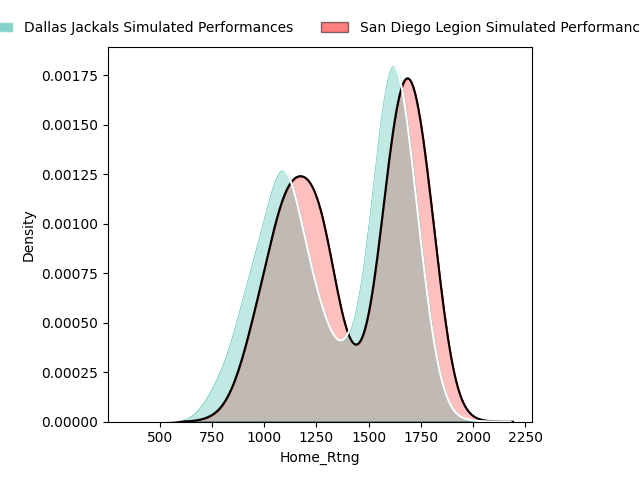 Dallas Jackals Simulated Performances
San Diego Legion Simulated Performanc
0.00175
0.00150
0.00125
0.00100
0.00075
0.00050
0.00025
0.00000
Density
500 750 1000 1250 1500 1750 2000 2250
Home_Rtng